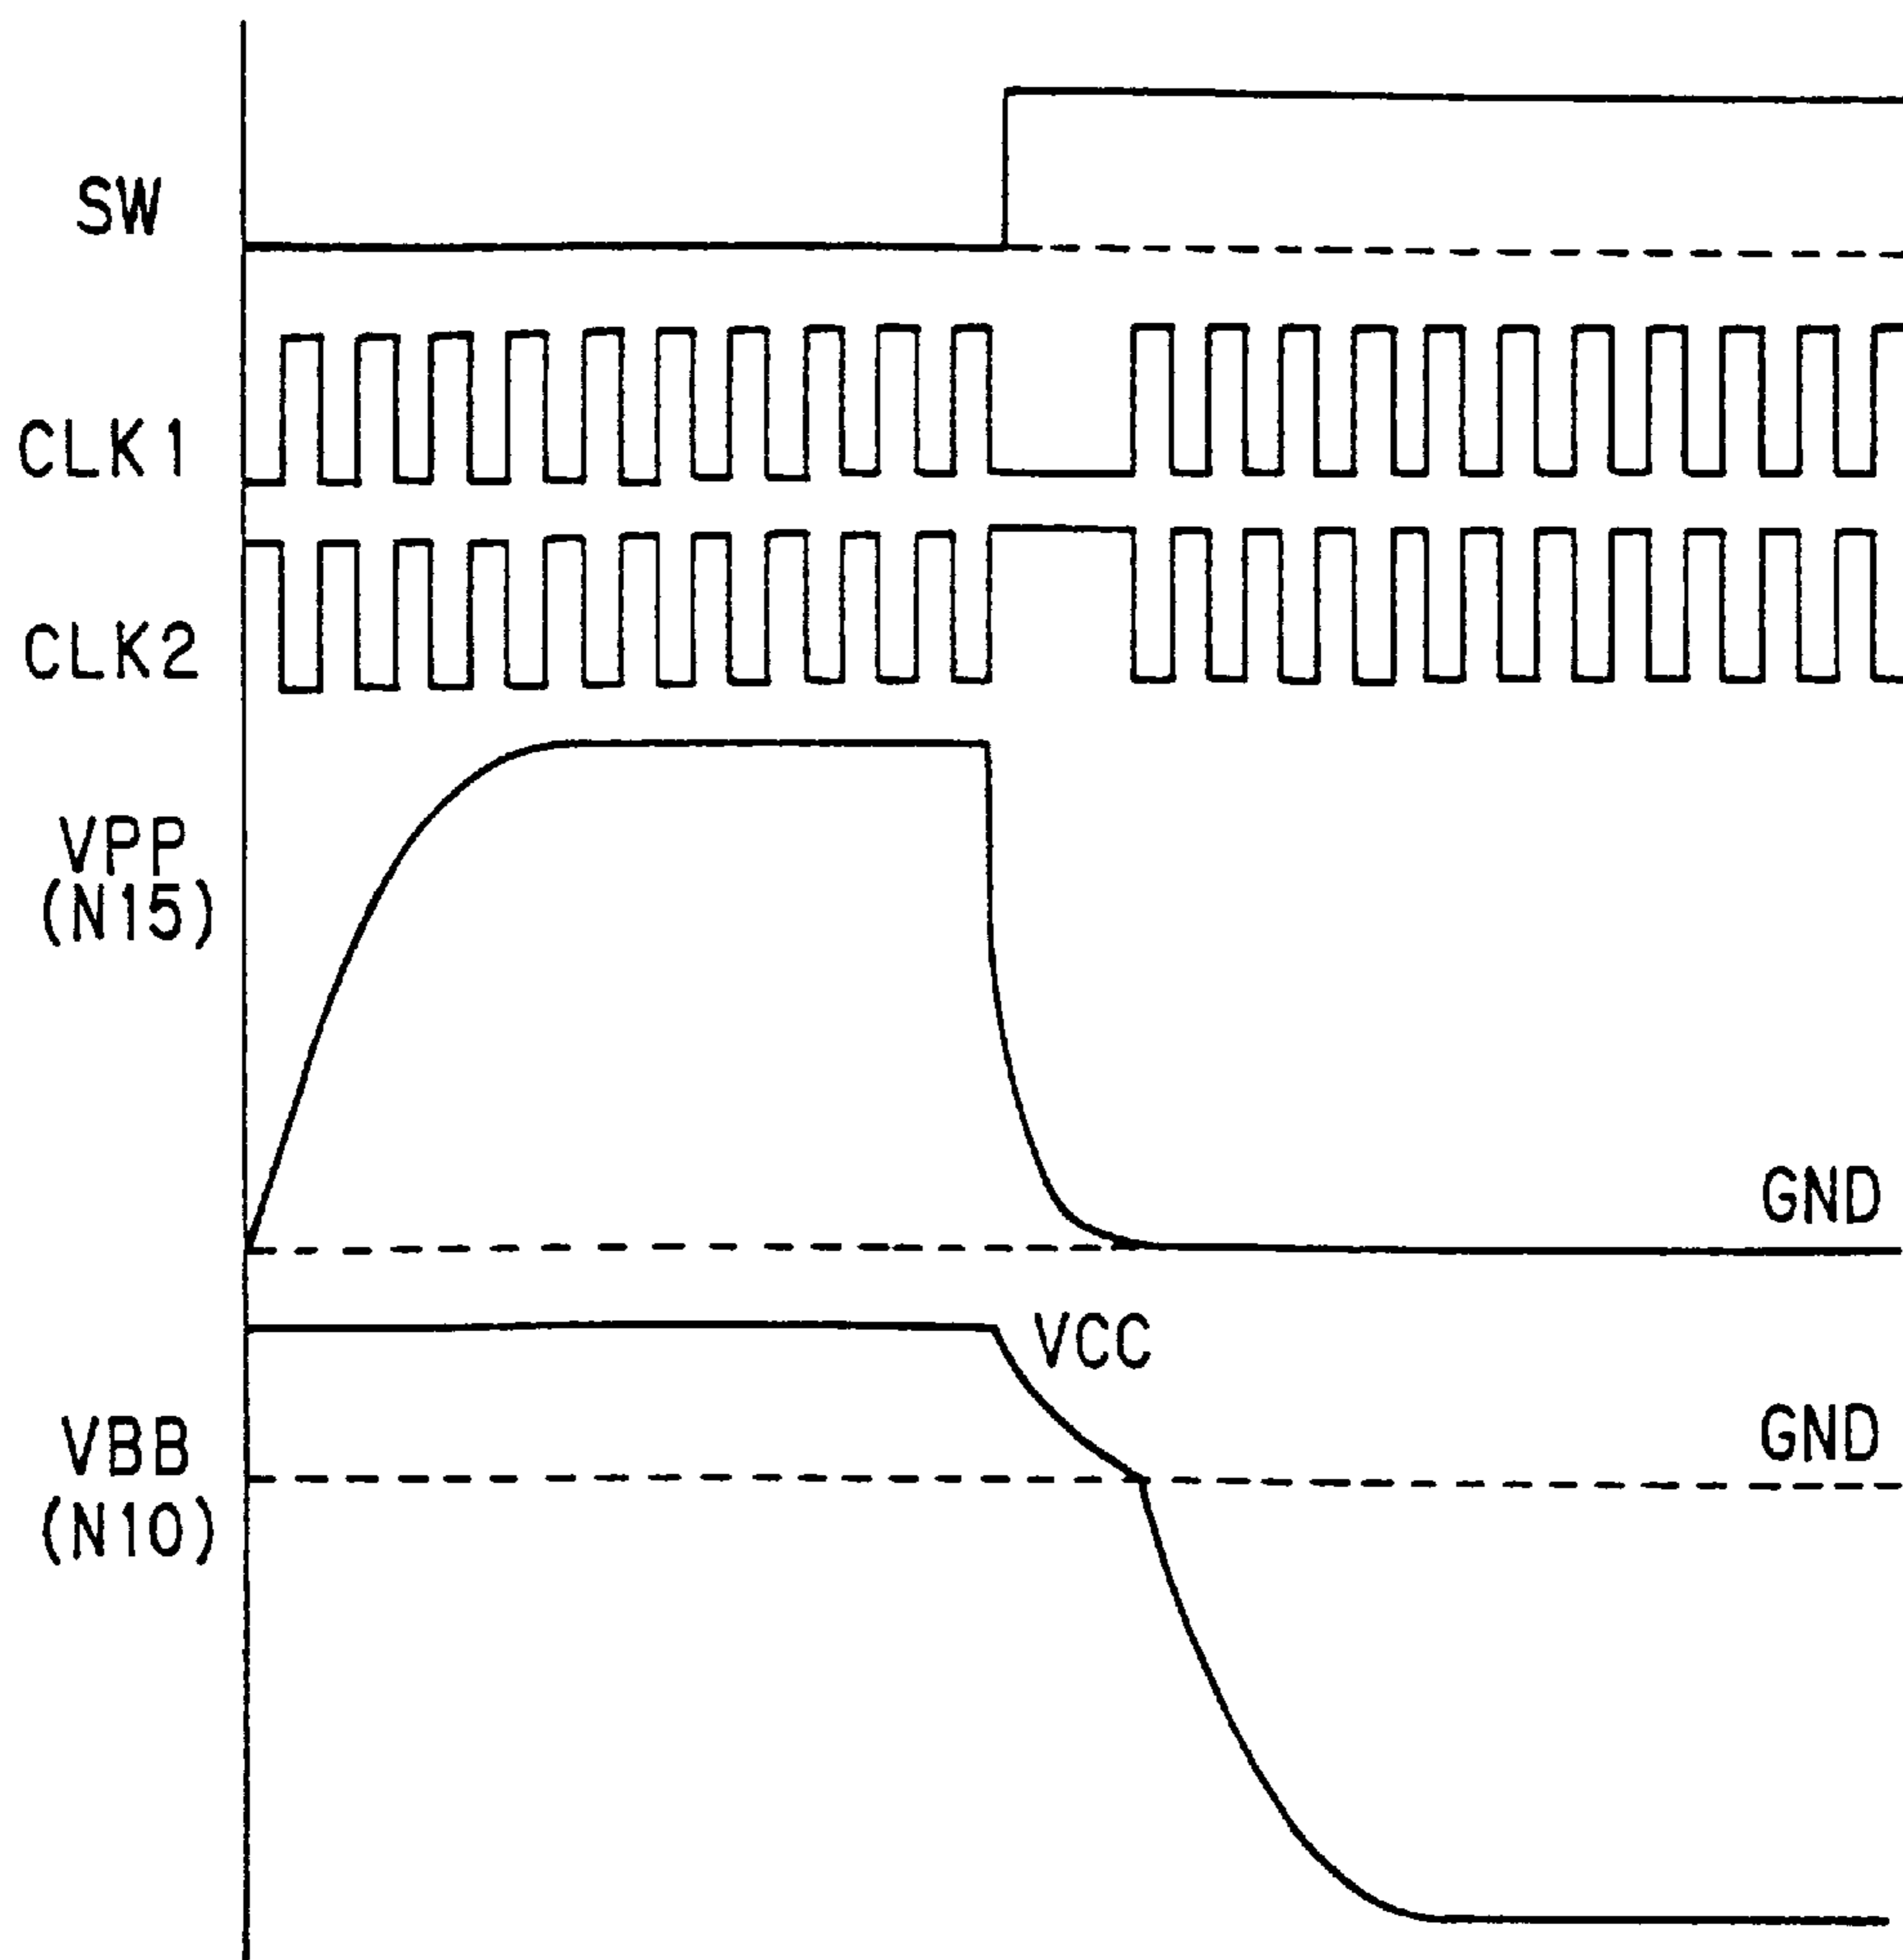 SW
CLK1
CLK2
VPP
(N15)
GND
VCC
VBB
(N10)
GND